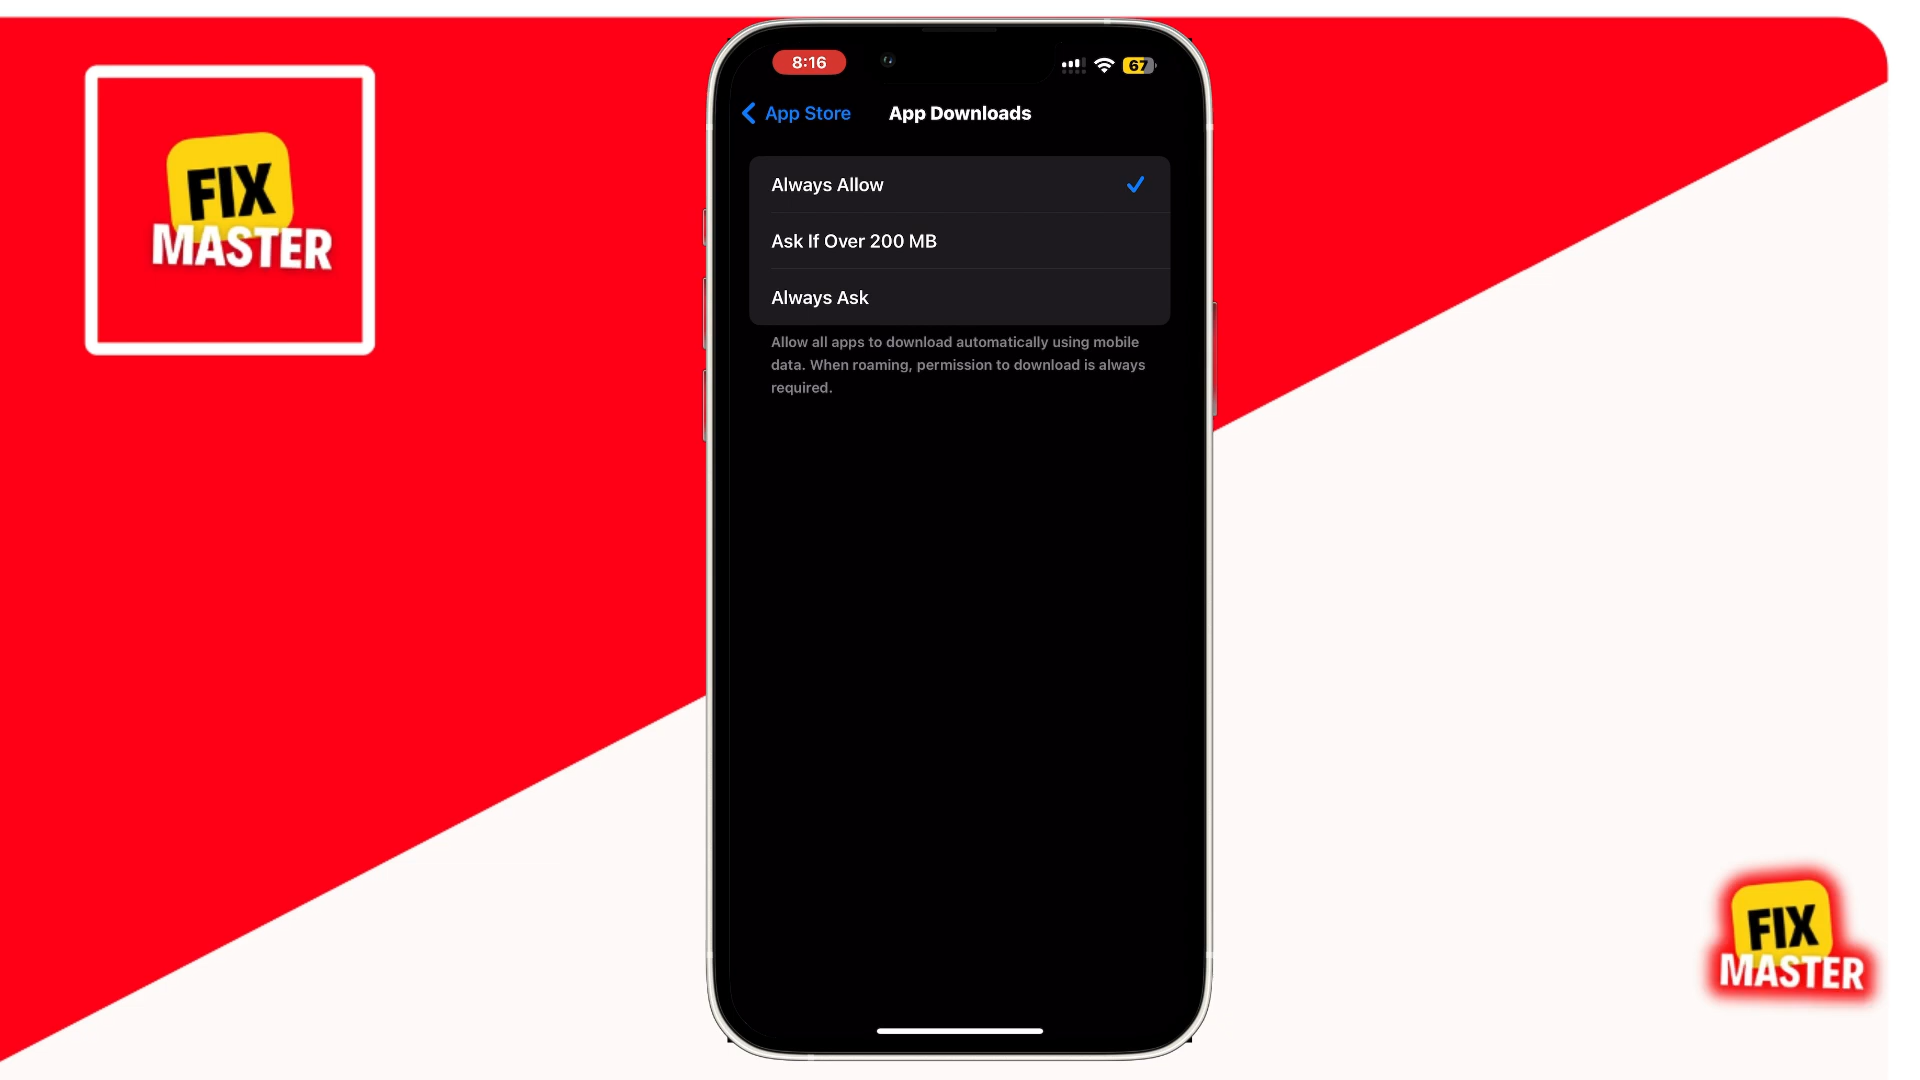 FIX
MASTER
8:16
67
App Store
App Downloads
Always Allow
Ask If Over 200 MB
Always Ask
Allow all apps to download automatically using mobile
data. When roaming, permission to download is always
required.
FIX
MASTER